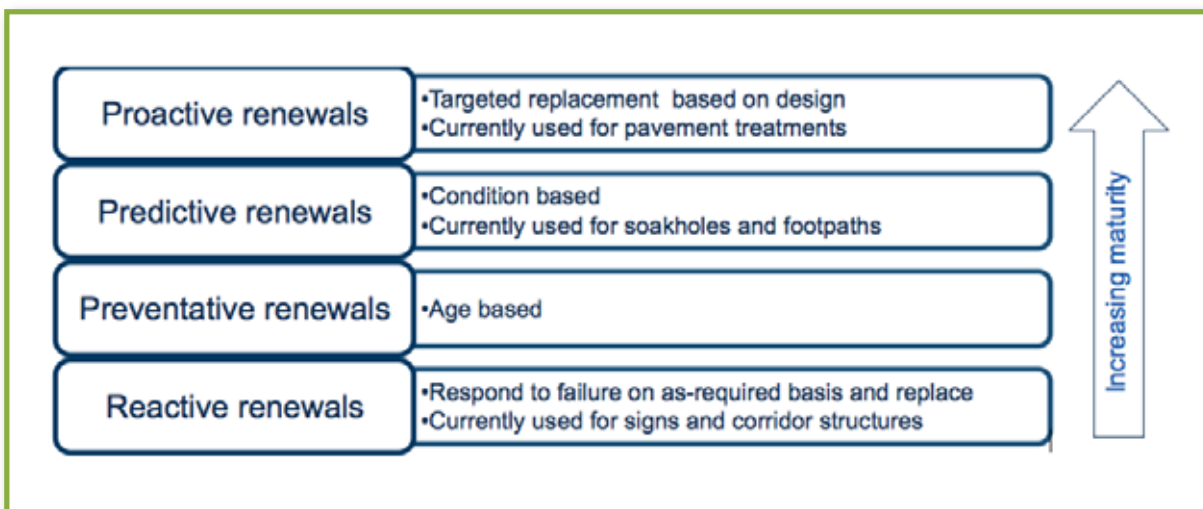 Proactive renewals
•Targeted replacement  based on design
•Currently used for pavement treatments
Predictive renewals
•Condition based
•Currently used for soakholes and footpaths
Preventative renewals
•Age based
Reactive renewals
•Respond to failure on as-required basis and replace
•Currently used for signs and corridor structures
Increasing maturity